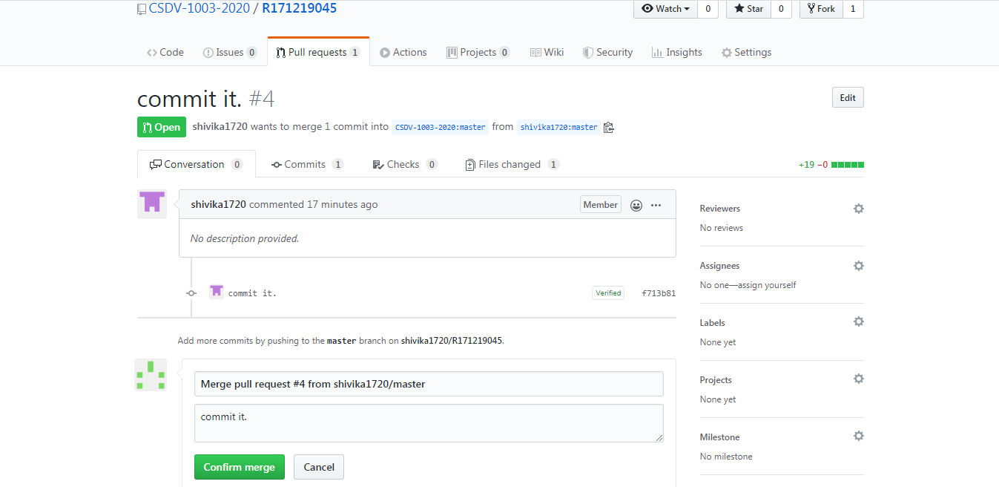 CSDV-1003-2020 / R171219045
Watch 0 Star 0 Fork 1
Code Issues 0 Pull requests 1 Actions Projects 0 Wiki Security Insights Settings
commit it. #4
Edit
Open shivika1720 wants to merge 1 commit into CSDV-1003-2020:master from shivika1720:master
Conversation 0 Commits 1 Checks 0 Files changed 1 +19 −0
shivika1720 commented 17 minutes ago Member
No description provided.
commit it. Verified f713b81
Add more commits by pushing to the master branch on shivika1720/R171219045.
Merge pull request #4 from shivika1720/master
commit it.
Confirm merge Cancel
Reviewers
No reviews
Assignees
No one—assign yourself
Labels
None yet
Projects
None yet
Milestone
No milestone